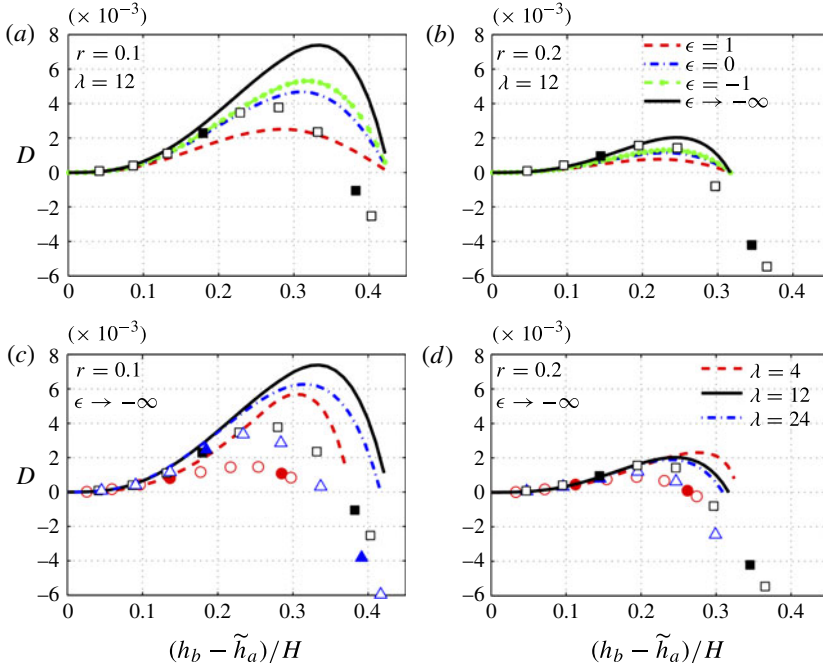 (× 10⁻³) (× 10⁻³)
(a) (b)
8 8
r = 0.1 r = 0.2 ϵ = 1
6 6
λ = 12 λ = 12 ϵ = 0
4 4 ϵ = −1
2 2 ϵ → −∞
D
0 0
−2 −2
−4 −4
−6 −6
0 0.1 0.2 0.3 0.4 0 0.1 0.2 0.3 0.4
(× 10⁻³) (× 10⁻³)
(c) (d)
8 8
r = 0.1 r = 0.2 λ = 4
6 6
ϵ → −∞ ϵ → −∞ λ = 12
4 4 λ = 24
2 2
D
0 0
−2 −2
−4 −4
−6 −6
0 0.1 0.2 0.3 0.4 0 0.1 0.2 0.3 0.4
(h_b − h̃_a)/H (h_b − h̃_a)/H